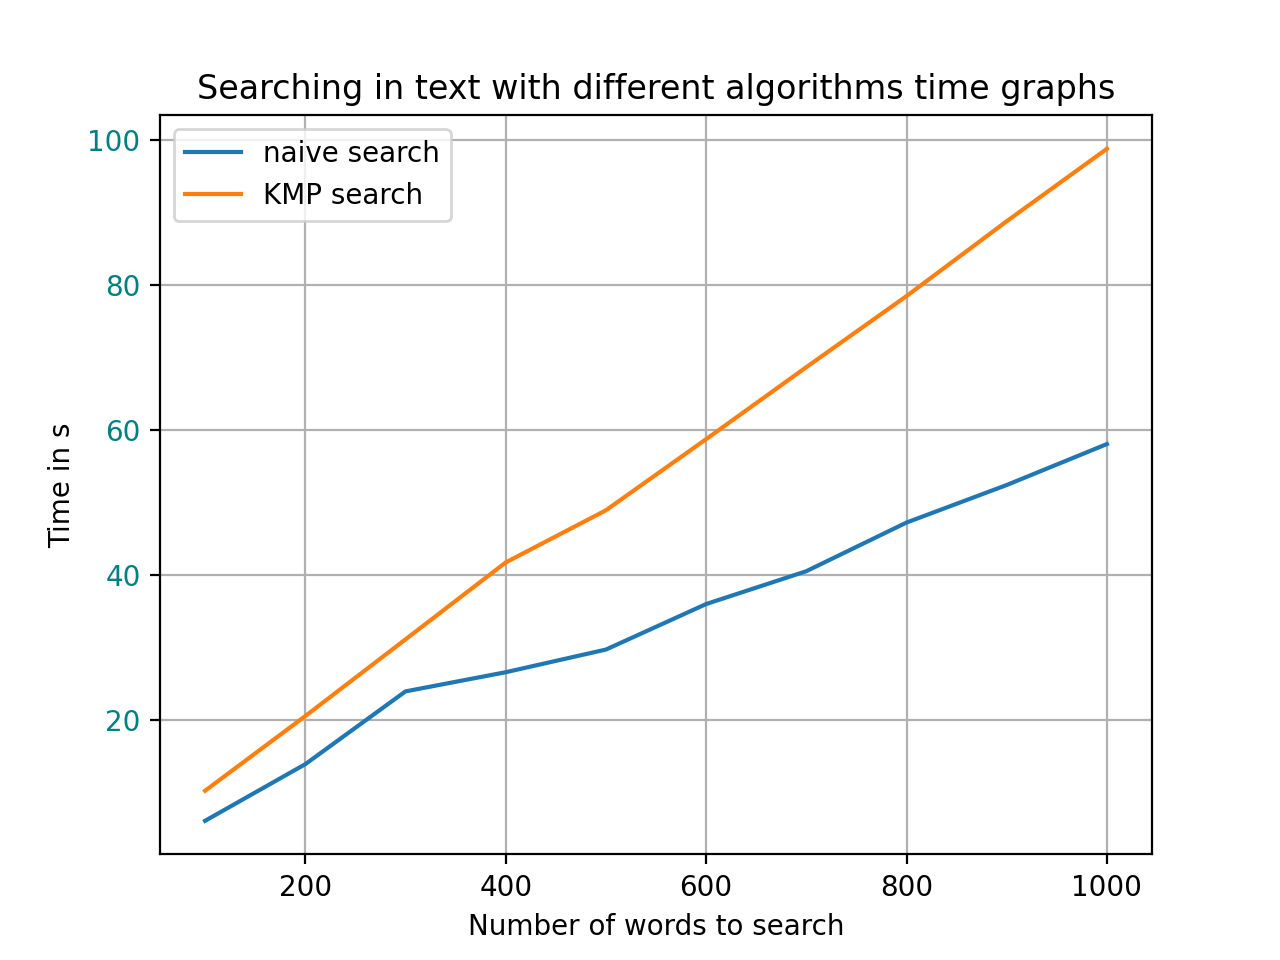 Searching in text with different algorithms time graphs
naive search
KMP search
100
80
60
40
20
Time in s
200 400 600 800 1000
Number of words to search